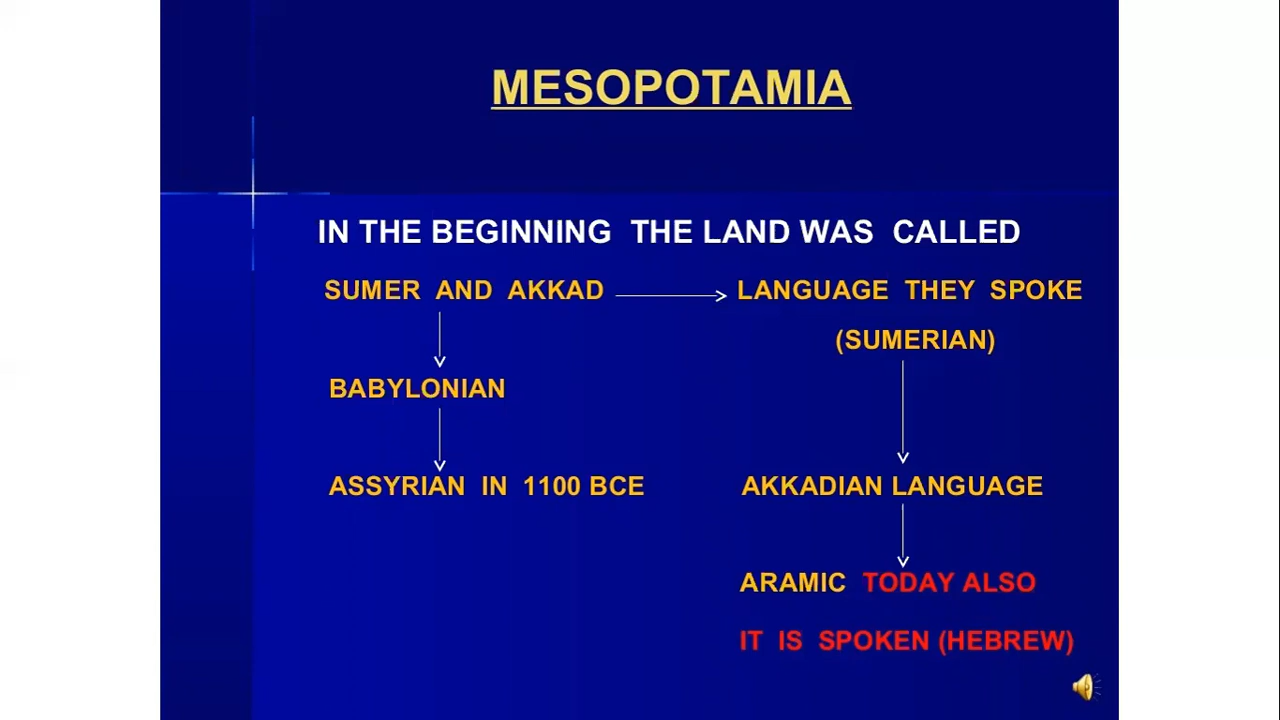 MESOPOTAMIA
IN THE BEGINNING THE LAND WAS CALLED
SUMER AND AKKAD
LANGUAGE THEY SPOKE
(SUMERIAN)
BABYLONIAN
ASSYRIAN IN 1100 BCE
AKKADIAN LANGUAGE
ARAMIC TODAY ALSO
IT IS SPOKEN (HEBREW)